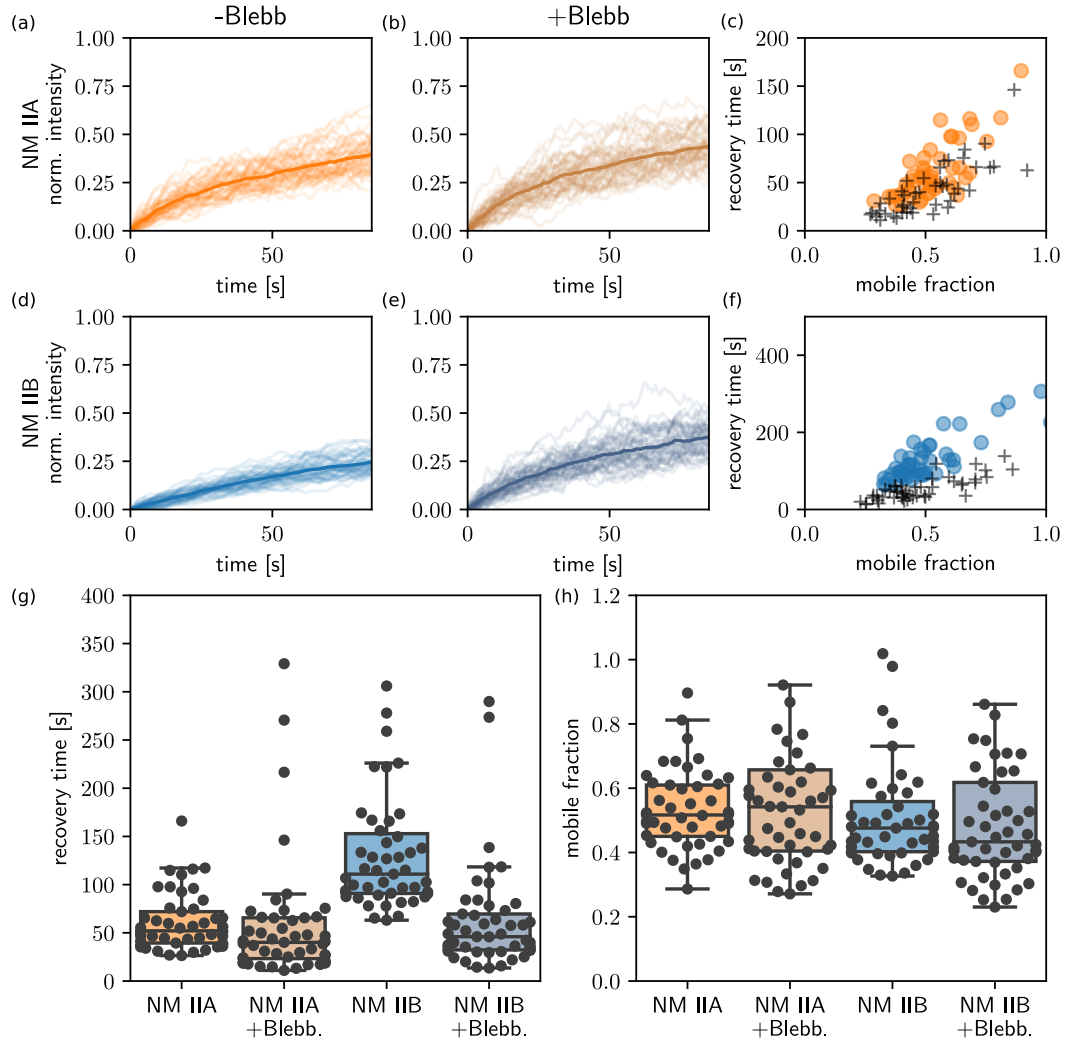 -Blebb
+Blebb
(a)
(b)
(c)
1.00
0.75
0.50
0.25
0.00
NM IIA
norm. intensity
0
50
time [s]
1.00
0.75
0.50
0.25
0.00
0
50
time [s]
200
150
100
50
0
recovery time [s]
0.0
0.5
1.0
mobile fraction
(d)
(e)
(f)
1.00
0.75
0.50
0.25
0.00
NM IIB
norm. intensity
0
50
time [s]
1.00
0.75
0.50
0.25
0.00
0
50
time [s]
400
200
0
recovery time [s]
0.0
0.5
1.0
mobile fraction
(g)
400
350
300
250
200
150
100
50
0
recovery time [s]
NM IIA
NM IIA
+Blebb.
NM IIB
NM IIB
+Blebb.
(h)
1.2
1.0
0.8
0.6
0.4
0.2
0.0
mobile fraction
NM IIA
NM IIA
+Blebb.
NM IIB
NM IIB
+Blebb.